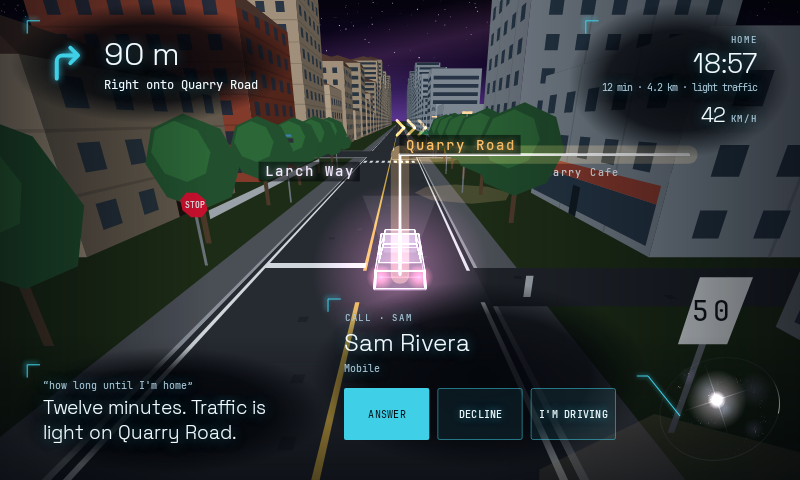 90 m
Right onto Quarry Road
HOME
18:57
12 min · 4.2 km · light traffic
42 KM/H
Quarry Road
Larch Way
arry Cafe
STOP
50
CALL · SAM
Sam Rivera
Mobile
ANSWER
DECLINE
I'M DRIVING
“how long until I'm home”
Twelve minutes. Traffic is
light on Quarry Road.